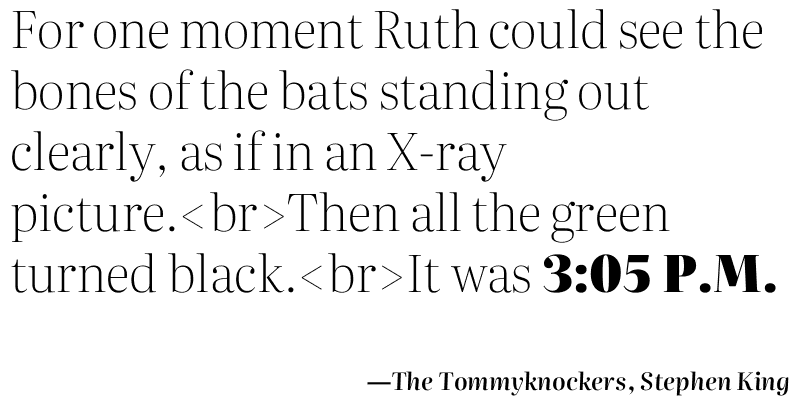 For one moment Ruth could see the
bones of the bats standing out
clearly, as if in an X-ray
picture.<br>Then all the green
turned black.<br>It was 3:05 P.M.
—The Tommyknockers, Stephen King